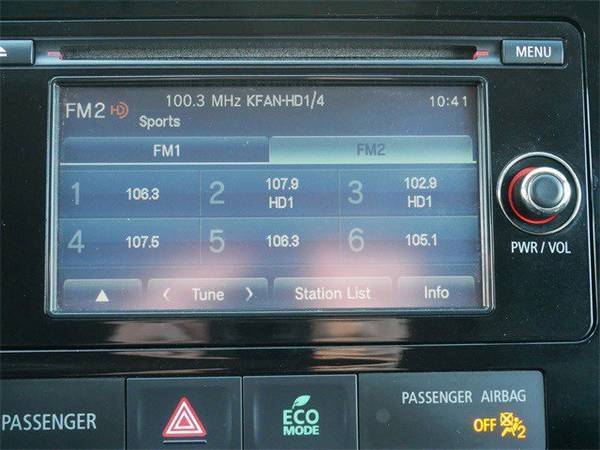 MENU
FM2 HD 100.3 MHz KFAN-HD1/4 10:41
Sports
FM1 FM2
1 106.3 2 107.9 HD1 3 102.9 HD1
4 107.5 5 106.3 6 105.1
Tune Station List Info
PWR / VOL
PASSENGER
ECO
MODE
PASSENGER AIRBAG
OFF 2